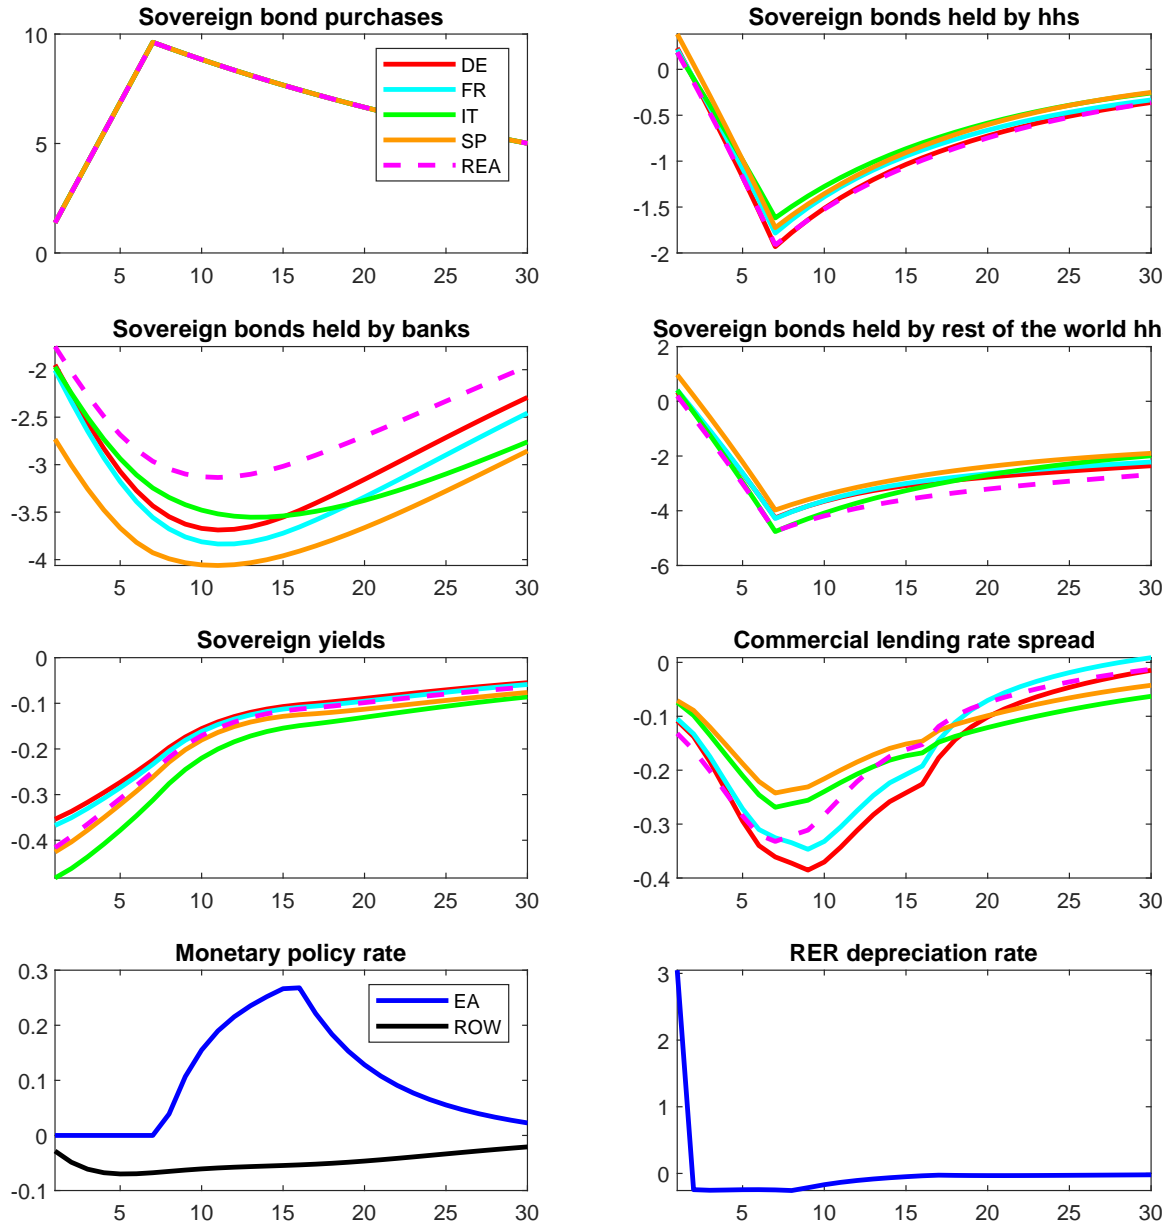 Sovereign bond purchases
10
5
0
5 10 15 20 25 30
DE
FR
IT
SP
REA
Sovereign bonds held by hhs
0
-0.5
-1
-1.5
-2
5 10 15 20 25 30
Sovereign bonds held by banks
-2
-2.5
-3
-3.5
-4
5 10 15 20 25 30
Sovereign bonds held by rest of the world hh
2
0
-2
-4
-6
5 10 15 20 25 30
Sovereign yields
0
-0.1
-0.2
-0.3
-0.4
5 10 15 20 25 30
Commercial lending rate spread
0
-0.1
-0.2
-0.3
-0.4
5 10 15 20 25 30
Monetary policy rate
0.3
0.2
0.1
0
-0.1
5 10 15 20 25 30
EA
ROW
RER depreciation rate
3
2
1
0
5 10 15 20 25 30